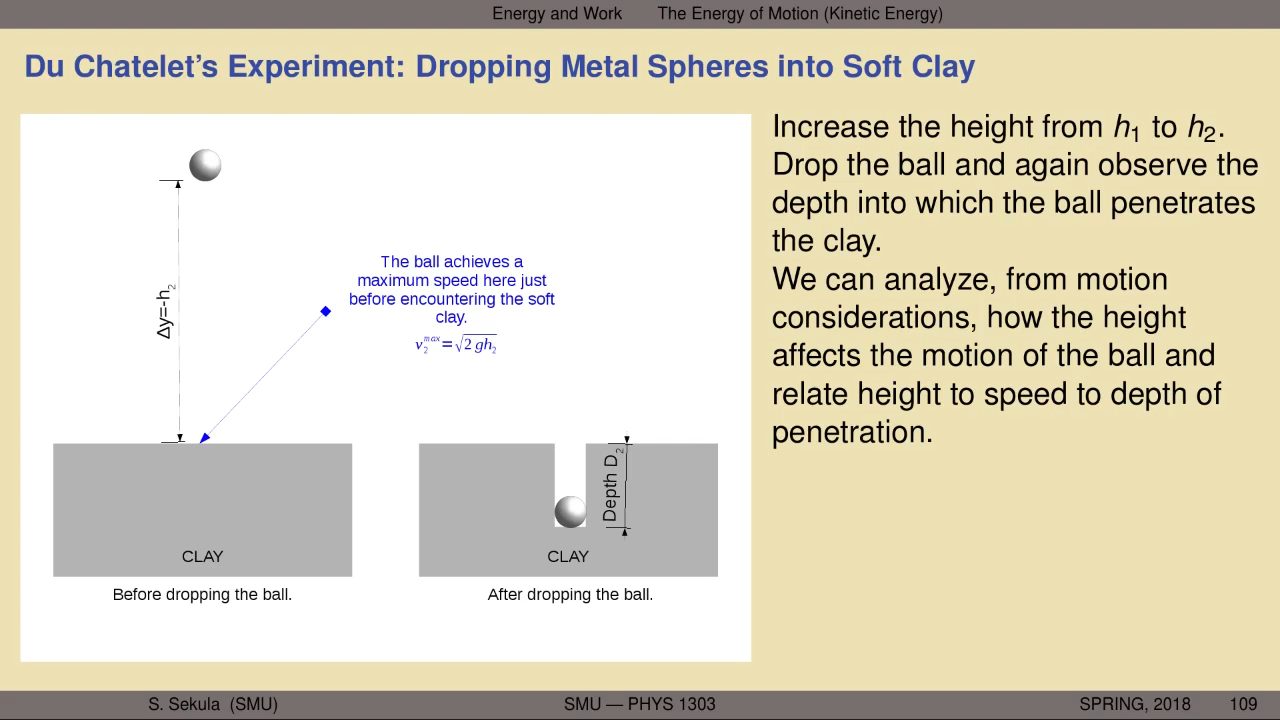 Energy and Work The Energy of Motion (Kinetic Energy)
Du Chatelet's Experiment: Dropping Metal Spheres into Soft Clay
Δy=-h₂
The ball achieves a
maximum speed here just
before encountering the soft
clay.
v₂ᵐᵃˣ=√2 gh₂
Depth D₂
CLAY
CLAY
Before dropping the ball.
After dropping the ball.
Increase the height from h₁ to h₂.
Drop the ball and again observe the
depth into which the ball penetrates
the clay.
We can analyze, from motion
considerations, how the height
affects the motion of the ball and
relate height to speed to depth of
penetration.
S. Sekula (SMU) SMU — PHYS 1303 SPRING, 2018 109